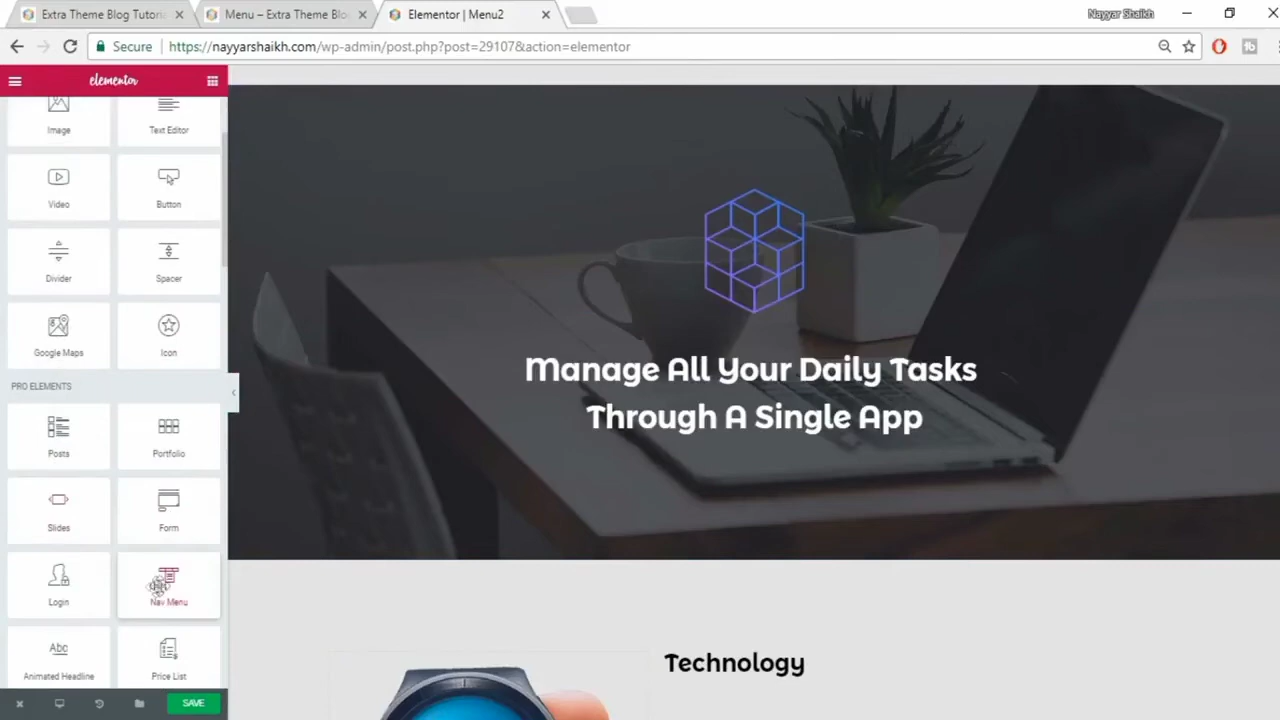 Extra Theme Blog Tutoria
Menu – Extra Theme Blo
Elementor | Menu2
Nayyar Shaikh
Secure
https://nayyarshaikh.com/wp-admin/post.php?post=29107&action=elementor
elementor
Image
Text Editor
Video
Button
Divider
Spacer
Google Maps
Icon
PRO ELEMENTS
Posts
Portfolio
Slides
Form
Login
Nav Menu
Abc
Animated Headline
Price List
SAVE
Manage All Your Daily Tasks
Through A Single App
Technology